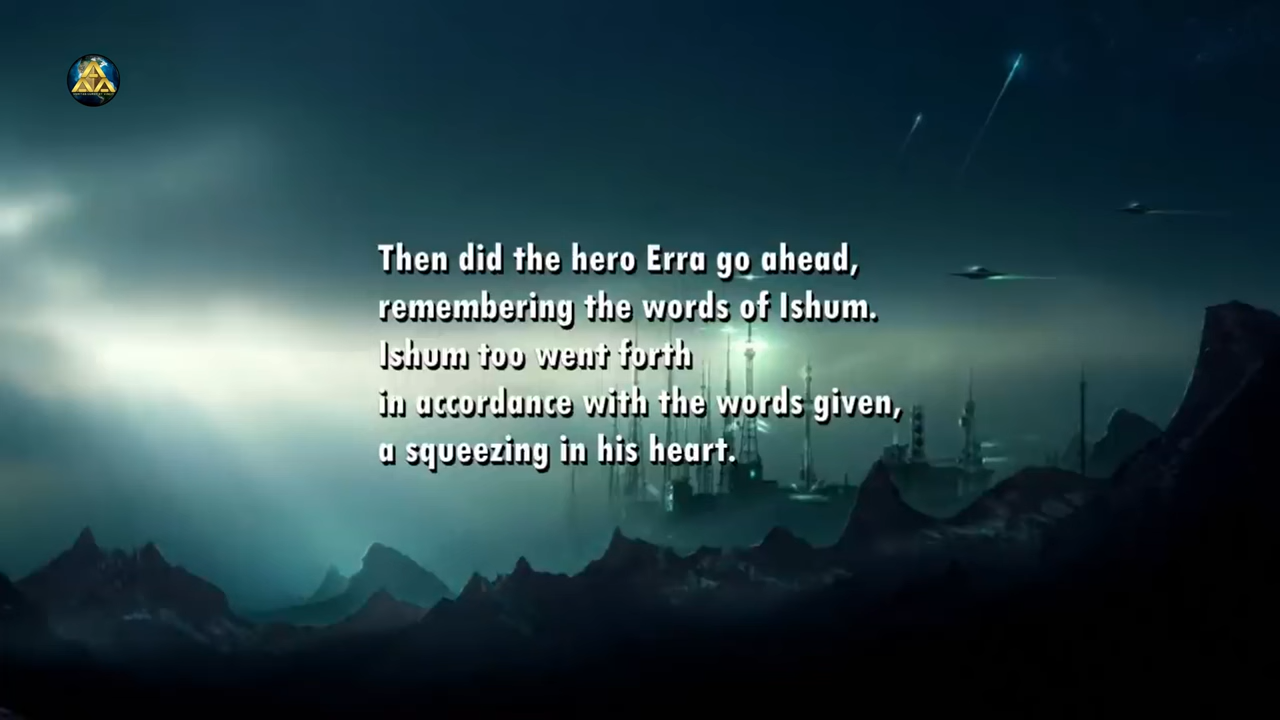 Then did the hero Erra go ahead,
remembering the words of Ishum.
Ishum too went forth
in accordance with the words given,
a squeezing in his heart.